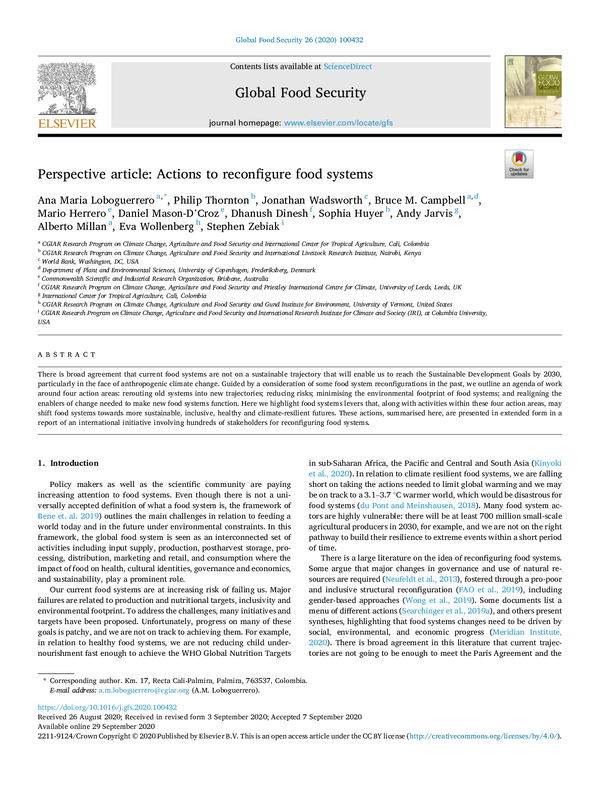 Global Food Security 26 (2020) 100432
Contents lists available at ScienceDirect
Global Food Security
journal homepage: www.elsevier.com/locate/gfs
ELSEVIER
GLOBAL
FOOD
SECURITY
Check for
updates
Perspective article: Actions to reconfigure food systems
Ana Maria Loboguerrero a,*, Philip Thornton b, Jonathan Wadsworth c, Bruce M. Campbell a,d,
Mario Herrero e, Daniel Mason-D'Croz e, Dhanush Dinesh f, Sophia Huyer b, Andy Jarvis g,
Alberto Millan a, Eva Wollenberg h, Stephen Zebiak i
a CGIAR Research Program on Climate Change, Agriculture and Food Security and International Center for Tropical Agriculture, Cali, Colombia
b CGIAR Research Program on Climate Change, Agriculture and Food Security and International Livestock Research Institute, Nairobi, Kenya
c World Bank, Washington, DC, USA
d Department of Plant and Environmental Sciences, University of Copenhagen, Frederiksberg, Denmark
e Commonwealth Scientific and Industrial Research Organization, Brisbane, Australia
f CGIAR Research Program on Climate Change, Agriculture and Food Security and Priestley International Centre for Climate, University of Leeds, Leeds, UK
g International Center for Tropical Agriculture, Cali, Colombia
h CGIAR Research Program on Climate Change, Agriculture and Food Security and Gund Institute for Environment, University of Vermont, United States
i CGIAR Research Program on Climate Change, Agriculture and Food Security and International Research Institute for Climate and Society (IRI), at Columbia University,
USA
ABSTRACT
There is broad agreement that current food systems are not on a sustainable trajectory that will enable us to reach the Sustainable Development Goals by 2030,
particularly in the face of anthropogenic climate change. Guided by a consideration of some food system reconfigurations in the past, we outline an agenda of work
around four action areas: rerouting old systems into new trajectories; reducing risks; minimising the environmental footprint of food systems; and realigning the
enablers of change needed to make new food systems function. Here we highlight food systems levers that, along with activities within these four action areas, may
shift food systems towards more sustainable, inclusive, healthy and climate-resilient futures. These actions, summarised here, are presented in extended form in a
report of an international initiative involving hundreds of stakeholders for reconfiguring food systems.
1. Introduction
Policy makers as well as the scientific community are paying
increasing attention to food systems. Even though there is not a uni-
versally accepted definition of what a food system is, the framework of
Bene et. al. 2019) outlines the main challenges in relation to feeding a
world today and in the future under environmental constraints. In this
framework, the global food system is seen as an interconnected set of
activities including input supply, production, postharvest storage, pro-
cessing, distribution, marketing and retail, and consumption where the
impact of food on health, cultural identities, governance and economics,
and sustainability, play a prominent role.
Our current food systems are at increasing risk of failing us. Major
failures are related to production and nutritional targets, inclusivity and
environmental footprint. To address the challenges, many initiatives and
targets have been proposed. Unfortunately, progress on many of these
goals is patchy, and we are not on track to achieving them. For example,
in relation to healthy food systems, we are not reducing child under-
nourishment fast enough to achieve the WHO Global Nutrition Targets
in sub-Saharan Africa, the Pacific and Central and South Asia (Kinyoki
et al., 2020). In relation to climate resilient food systems, we are falling
short on taking the actions needed to limit global warming and we may
be on track to a 3.1–3.7 °C warmer world, which would be disastrous for
food systems (du Pont and Meinshausen, 2018). Many food system ac-
tors are highly vulnerable: there will be at least 700 million small-scale
agricultural producers in 2030, for example, and we are not on the right
pathway to build their resilience to extreme events within a short period
of time.
There is a large literature on the idea of reconfiguring food systems.
Some argue that major changes in governance and use of natural re-
sources are required (Neufeldt et al., 2013), fostered through a pro-poor
and inclusive structural reconfiguration (FAO et al., 2019), including
gender-based approaches (Wong et al., 2019). Some documents list a
menu of different actions (Searchinger et al., 2019a), and others present
syntheses, highlighting that food systems changes need to be driven by
social, environmental, and economic progress (Meridian Institute,
2020). There is broad agreement in this literature that current trajec-
tories are not going to be enough to meet the Paris Agreement and the
* Corresponding author. Km. 17, Recta Cali-Palmira, Palmira, 763537, Colombia.
E-mail address: a.m.loboguerrero@cgiar.org (A.M. Loboguerrero).
https://doi.org/10.1016/j.gfs.2020.100432
Received 26 August 2020; Received in revised form 3 September 2020; Accepted 7 September 2020
Available online 29 September 2020
2211-9124/Crown Copyright © 2020 Published by Elsevier B.V. This is an open access article under the CC BY license (http://creativecommons.org/licenses/by/4.0/).